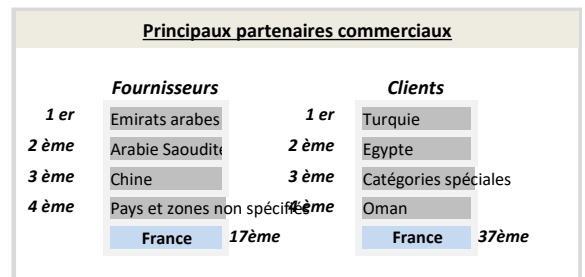 Principaux partenaires commerciaux
Fournisseurs Clients
1 er Emirats arabes 1 er Turquie
2 ème Arabie Saoudite 2 ème Egypte
3 ème Chine 3 ème Catégories spéciales
4 ème Pays et zones non spécifiés 4 ème Oman
France 17ème France 37ème